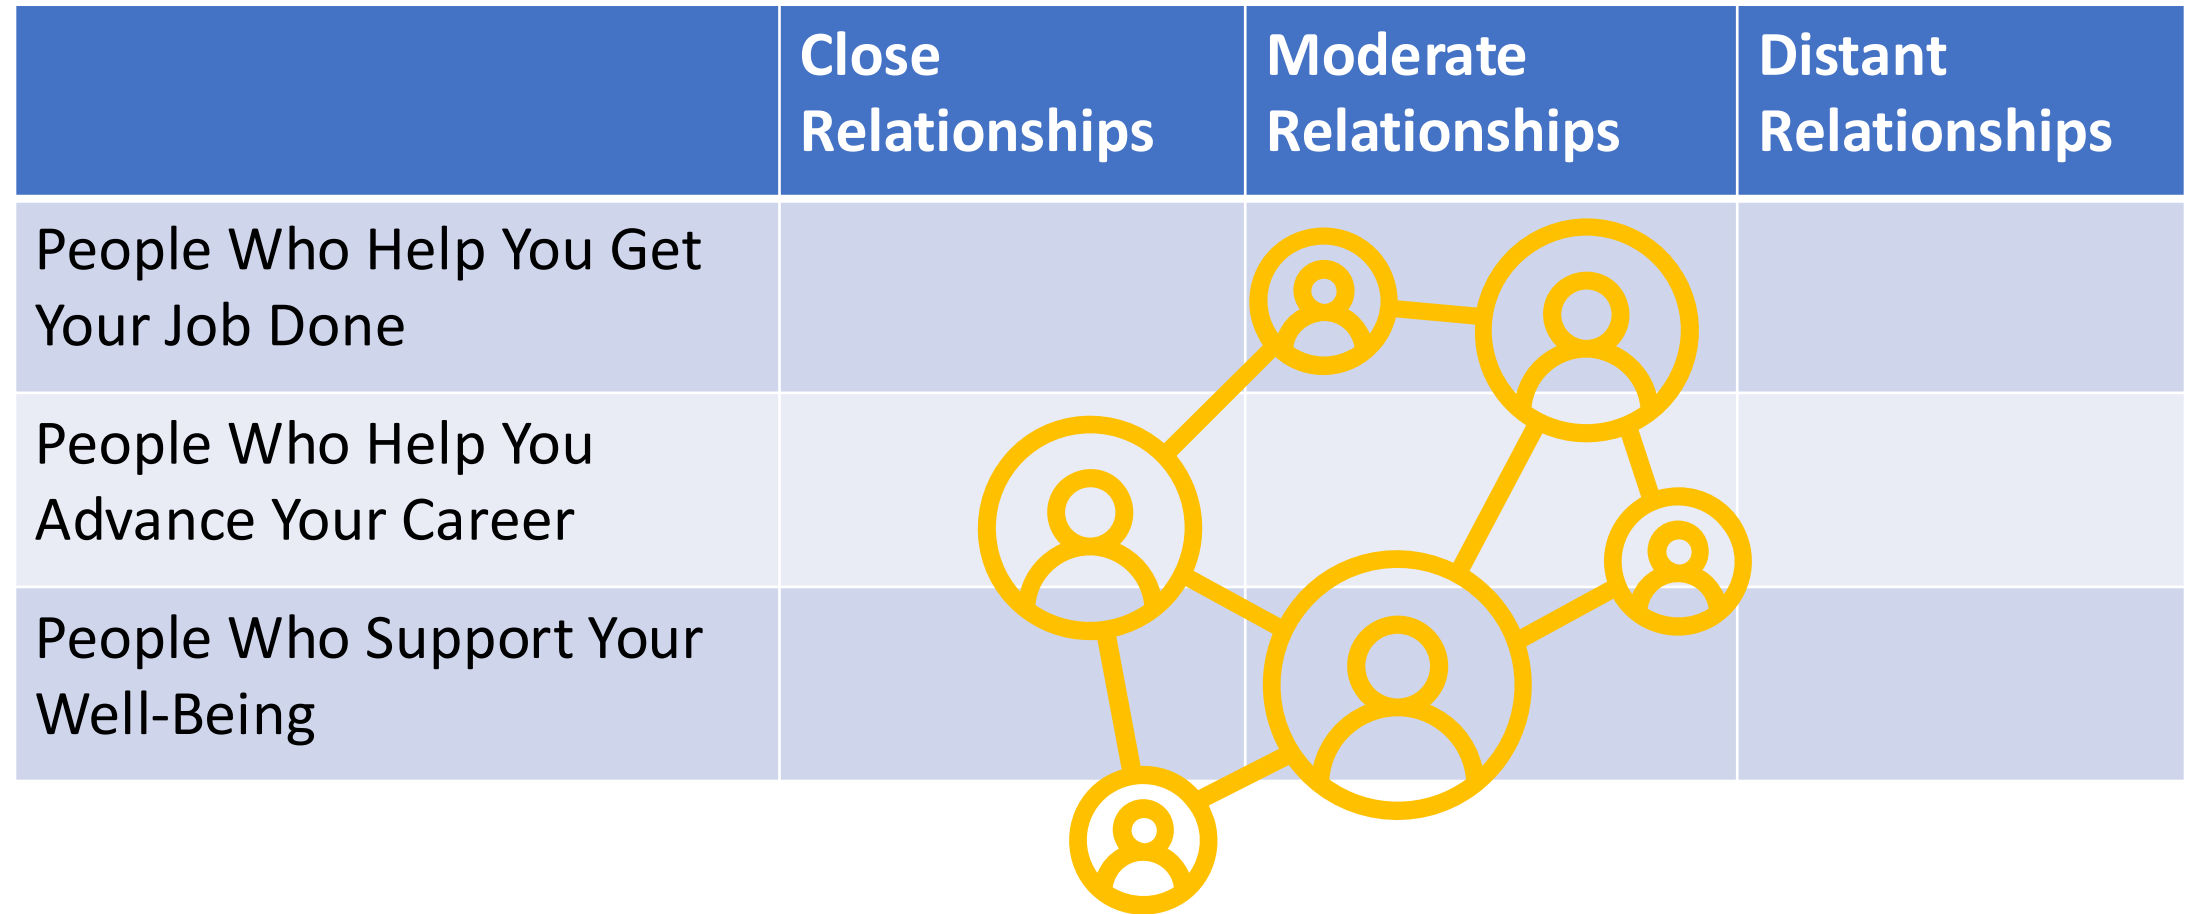 Close
Relationships
Moderate
Relationships
Distant
Relationships
People Who Help You Get
Your Job Done
People Who Help You
Advance Your Career
People Who Support Your
Well-Being